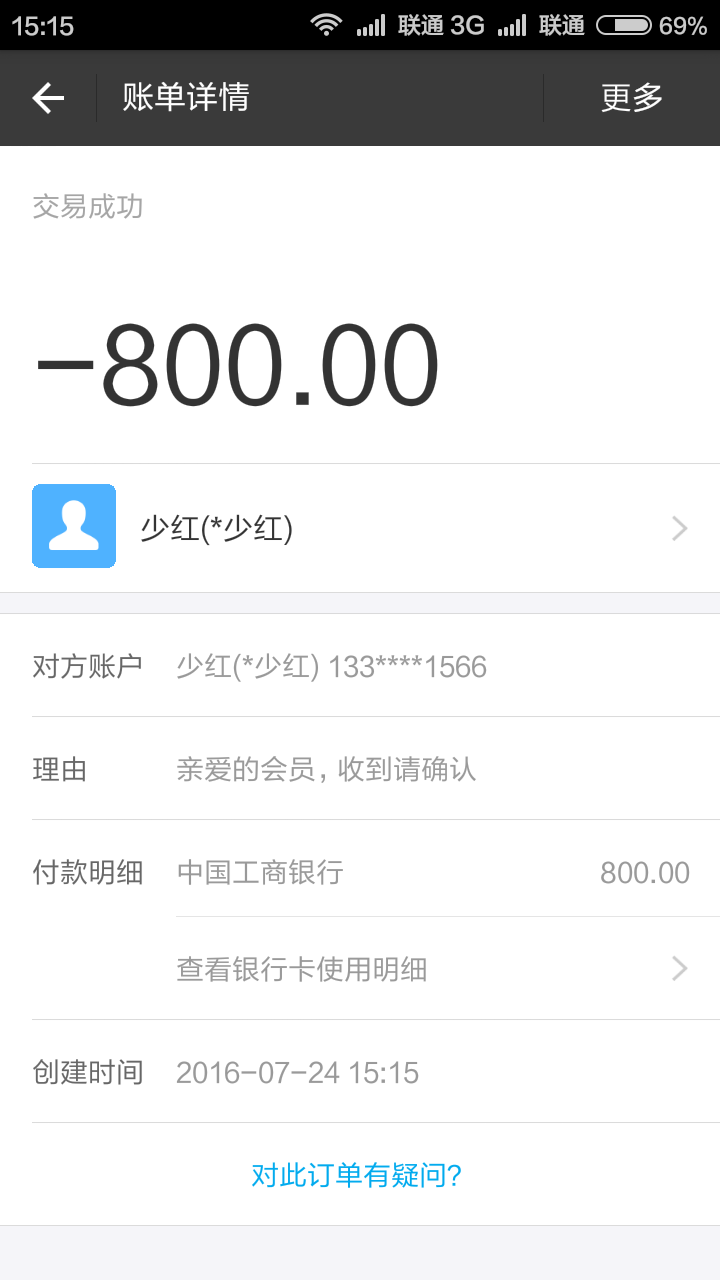 15:15 联通 3G 联通 69%
账单详情 更多
交易成功
-800.00
少红(*少红)
对方账户 少红(*少红) 133****1566
理由 亲爱的会员，收到请确认
付款明细 中国工商银行 800.00
查看银行卡使用明细
创建时间 2016-07-24 15:15
对此订单有疑问?